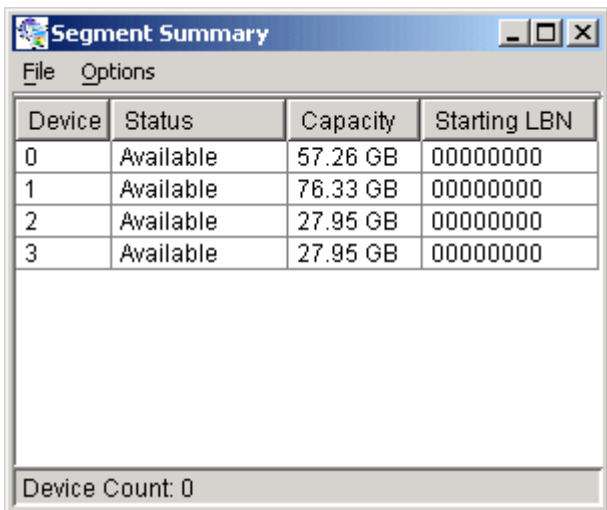 Segment Summary
File Options
Device Status Capacity Starting LBN
0 Available 57.26 GB 00000000
1 Available 76.33 GB 00000000
2 Available 27.95 GB 00000000
3 Available 27.95 GB 00000000
Device Count: 0